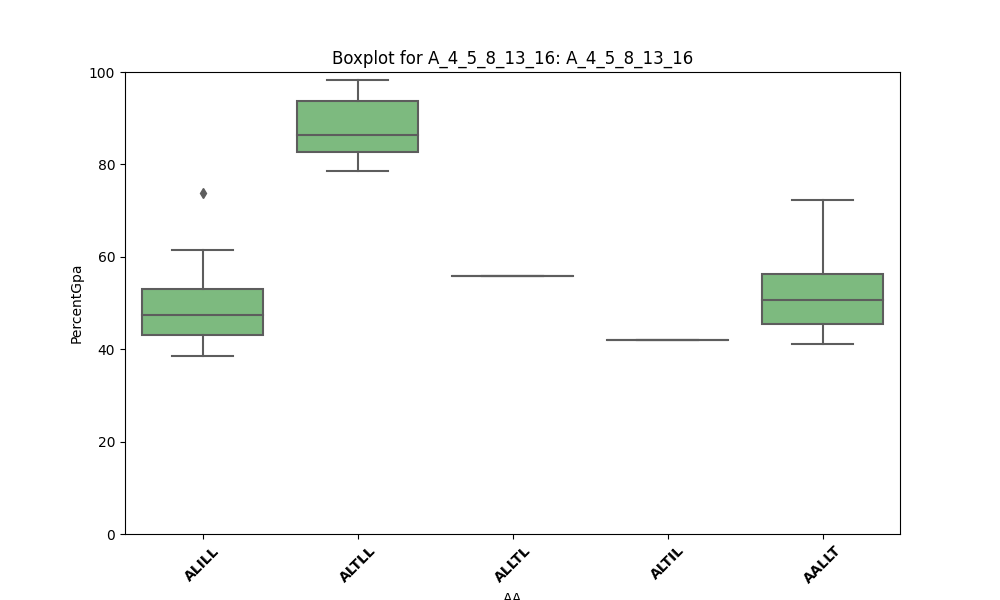 Boxplot for A_4_5_8_13_16: A_4_5_8_13_16
PercentGpa
100
80
60
40
20
0
ALILL
ALTLL
ALLTL
ALTIL
AALLT
AA